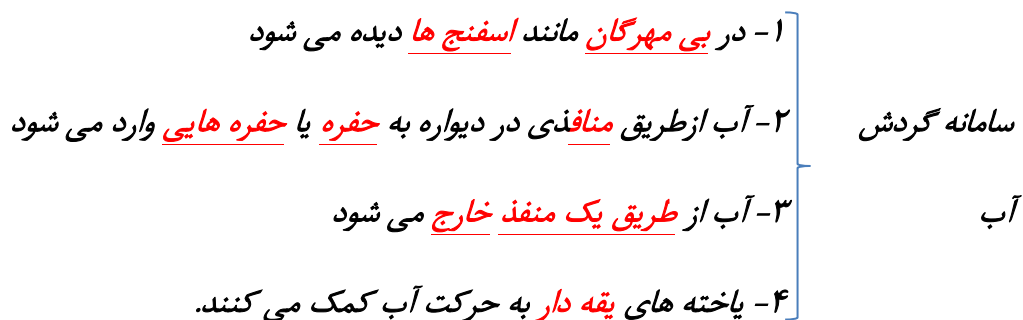 سامانه گردش
آب
۱- در بی مهرگان مانند اسفنج ها دیده می شود
۲- آب ازطریق منافذی در دیواره به حفره یا حفره هایی وارد می شود
۳- آب از طریق یک منفذ خارج می شود
۴- یاخته های یقه دار به حرکت آب کمک می کنند.